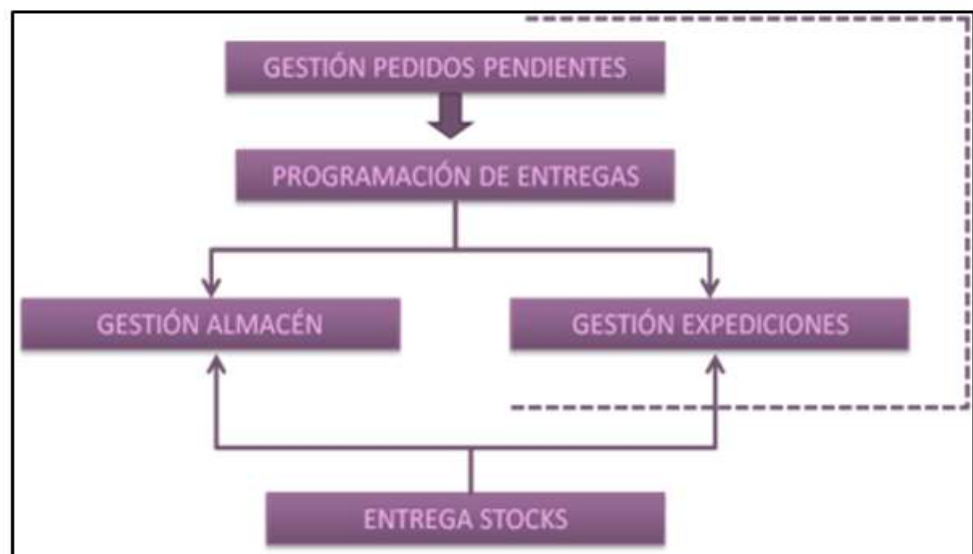 GESTIÓN PEDIDOS PENDIENTES
PROGRAMACIÓN DE ENTREGAS
GESTIÓN ALMACÉN
GESTIÓN EXPEDICIONES
ENTREGA STOCKS